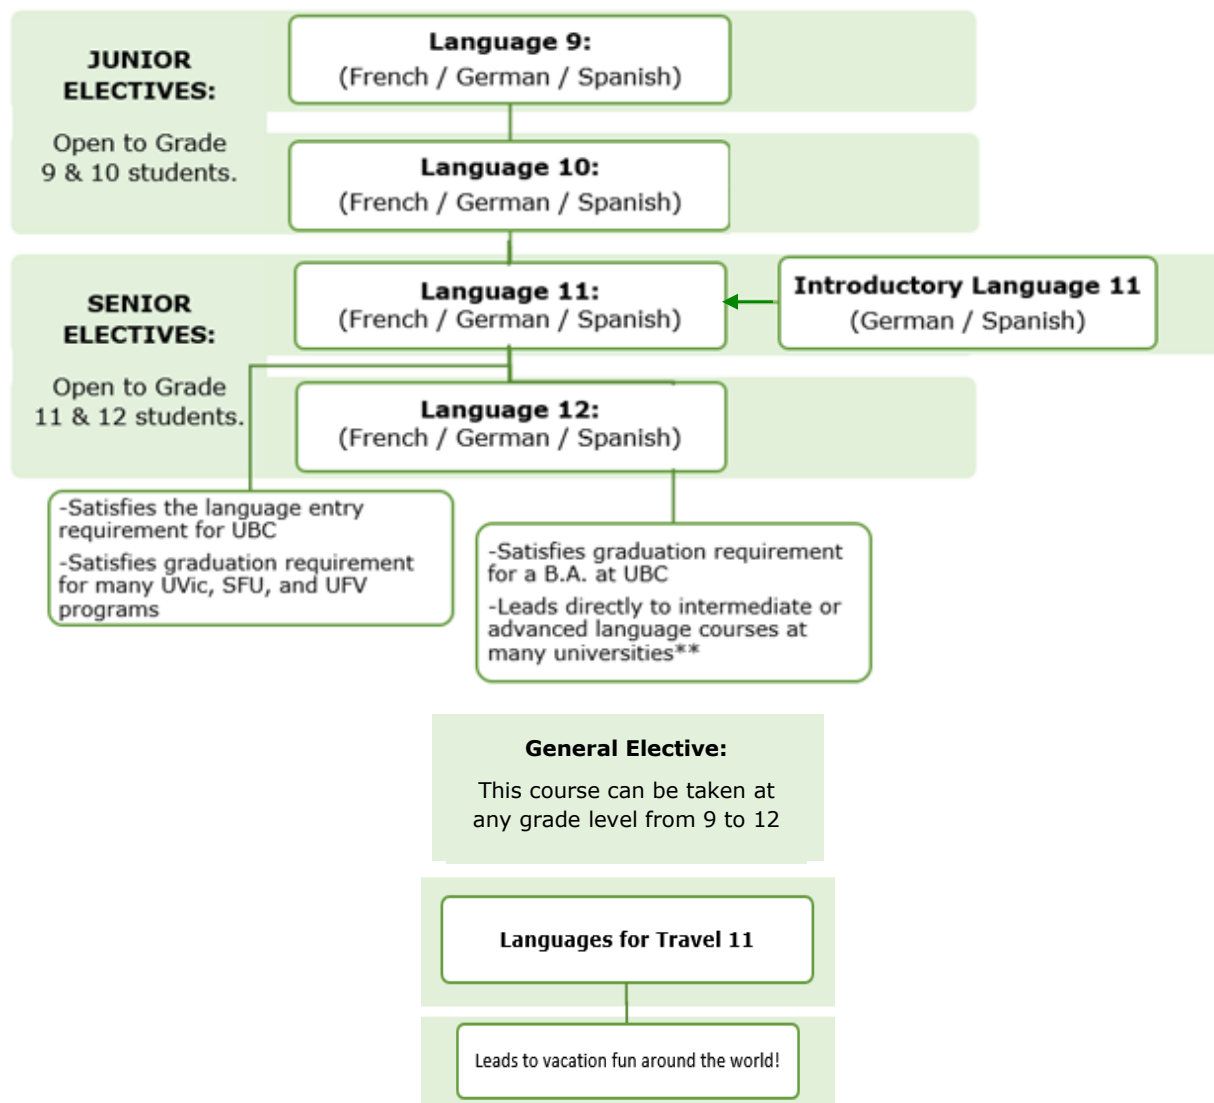 JUNIOR
ELECTIVES:
Open to Grade
9 & 10 students.
Language 9:
(French / German / Spanish)
Language 10:
(French / German / Spanish)
SENIOR
ELECTIVES:
Open to Grade
11 & 12 students.
Language 11:
(French / German / Spanish)
Introductory Language 11
(German / Spanish)
Language 12:
(French / German / Spanish)
-Satisfies the language entry
requirement for UBC
-Satisfies graduation requirement
for many UVic, SFU, and UFV
programs
-Satisfies graduation requirement
for a B.A. at UBC
-Leads directly to intermediate or
advanced language courses at
many universities**
General Elective:
This course can be taken at
any grade level from 9 to 12
Languages for Travel 11
Leads to vacation fun around the world!